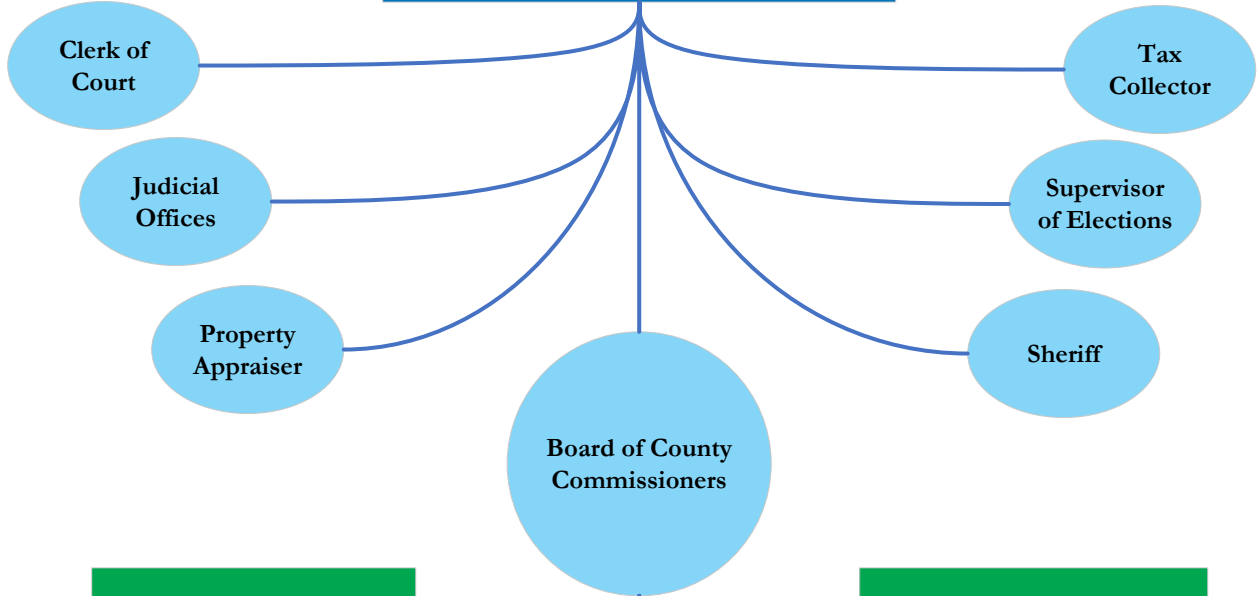 Clerk of
Court
Tax
Collector
Judicial
Offices
Supervisor
of Elections
Property
Appraiser
Sheriff
Board of County
Commissioners